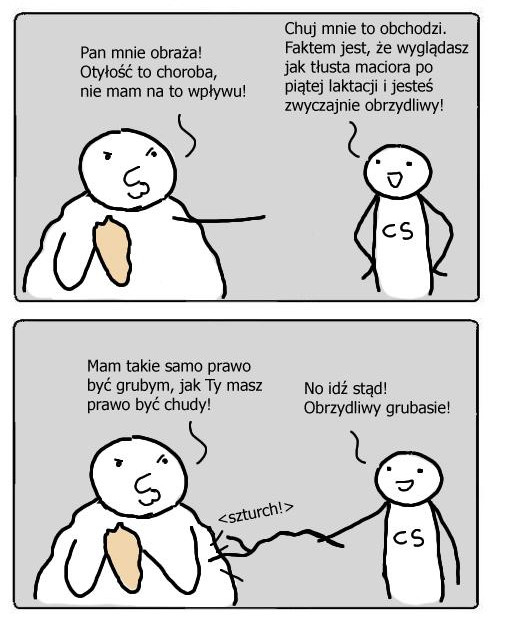 Pan mnie obraża!
Otyłość to choroba,
nie mam na to wpływu!
Chuj mnie to obchodzi.
Faktem jest, że wyglądasz
jak tłusta maciora po
piątej laktacji i jesteś
zwyczajnie obrzydliwy!
CS
Mam takie samo prawo
być grubym, jak Ty masz
prawo być chudy!
No idź stąd!
Obrzydliwy grubasie!
<szturch!>
CS